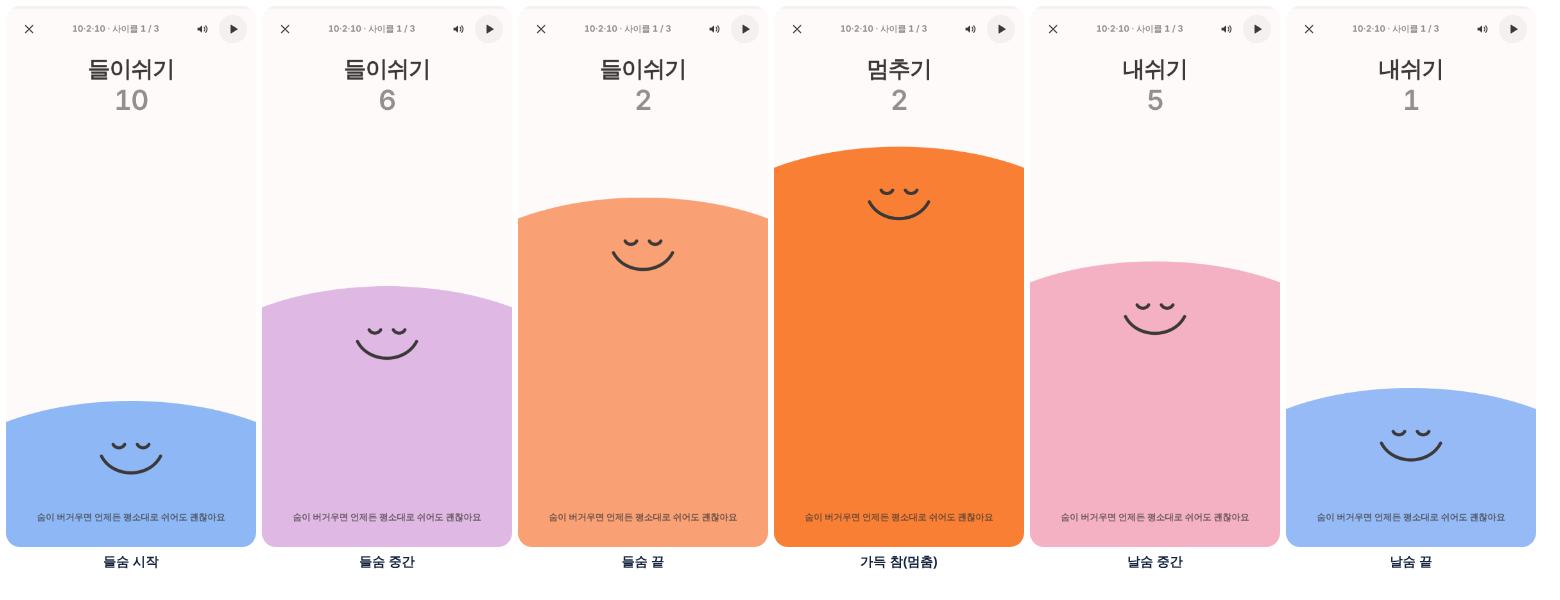 10·2·10 · 사이클 1 / 3
들이쉬기
10
숨이 버거우면 언제든 평소대로 쉬어도 괜찮아요
들숨 시작
10·2·10 · 사이클 1 / 3
들이쉬기
6
숨이 버거우면 언제든 평소대로 쉬어도 괜찮아요
들숨 중간
10·2·10 · 사이클 1 / 3
들이쉬기
2
숨이 버거우면 언제든 평소대로 쉬어도 괜찮아요
들숨 끝
10·2·10 · 사이클 1 / 3
멈추기
2
숨이 버거우면 언제든 평소대로 쉬어도 괜찮아요
가득 참(멈춤)
10·2·10 · 사이클 1 / 3
내쉬기
5
숨이 버거우면 언제든 평소대로 쉬어도 괜찮아요
날숨 중간
10·2·10 · 사이클 1 / 3
내쉬기
1
숨이 버거우면 언제든 평소대로 쉬어도 괜찮아요
날숨 끝